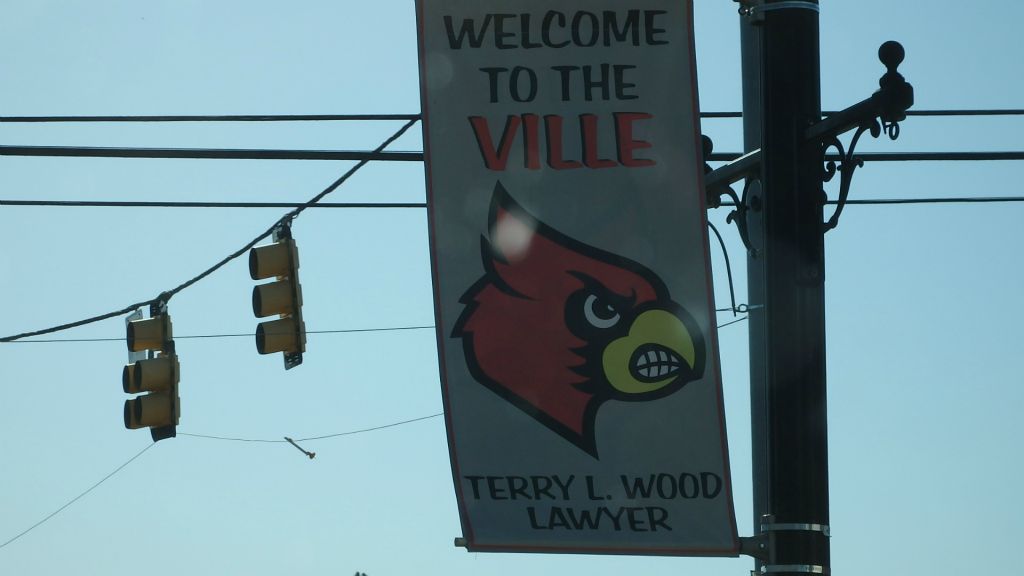 WELCOME
TO THE
VILLE
TERRY L. WOOD
LAWYER